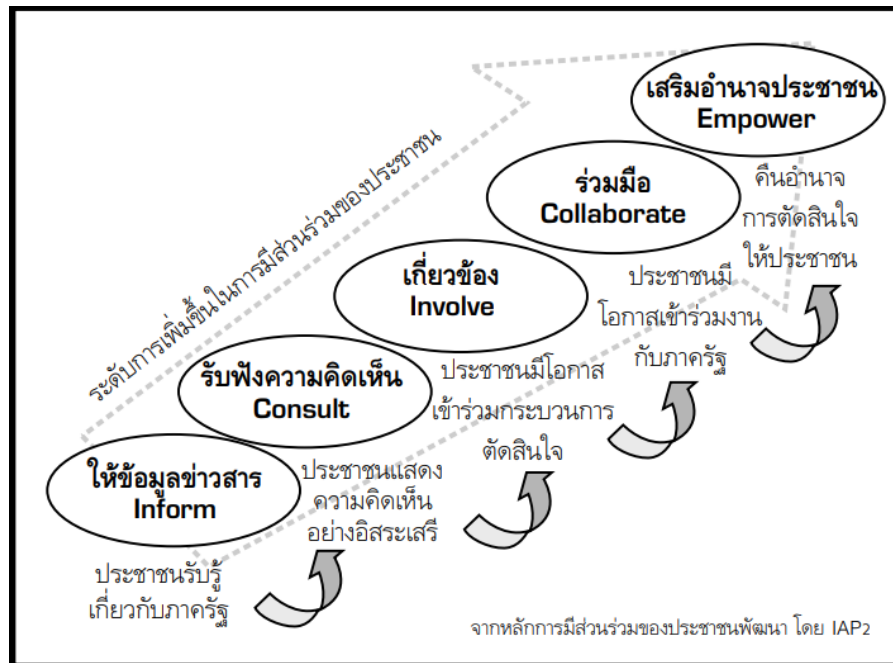 เสริมอำนาจประชาชน
Empower
คืนอำนาจ
การตัดสินใจ
ให้ประชาชน
ร่วมมือ
Collaborate
ประชาชนมี
โอกาสเข้าร่วมงาน
กับภาครัฐ
ระดับการเพิ่มขึ้นในการมีส่วนร่วมของประชาชน
เกี่ยวข้อง
Involve
ประชาชนมีโอกาส
เข้าร่วมกระบวนการ
ตัดสินใจ
รับฟังความคิดเห็น
Consult
ประชาชนแสดง
ความคิดเห็น
อย่างอิสระเสรี
ให้ข้อมูลข่าวสาร
Inform
ประชาชนรับรู้
เกี่ยวกับภาครัฐ
จากหลักการมีส่วนร่วมของประชาชนพัฒนา โดย IAP2